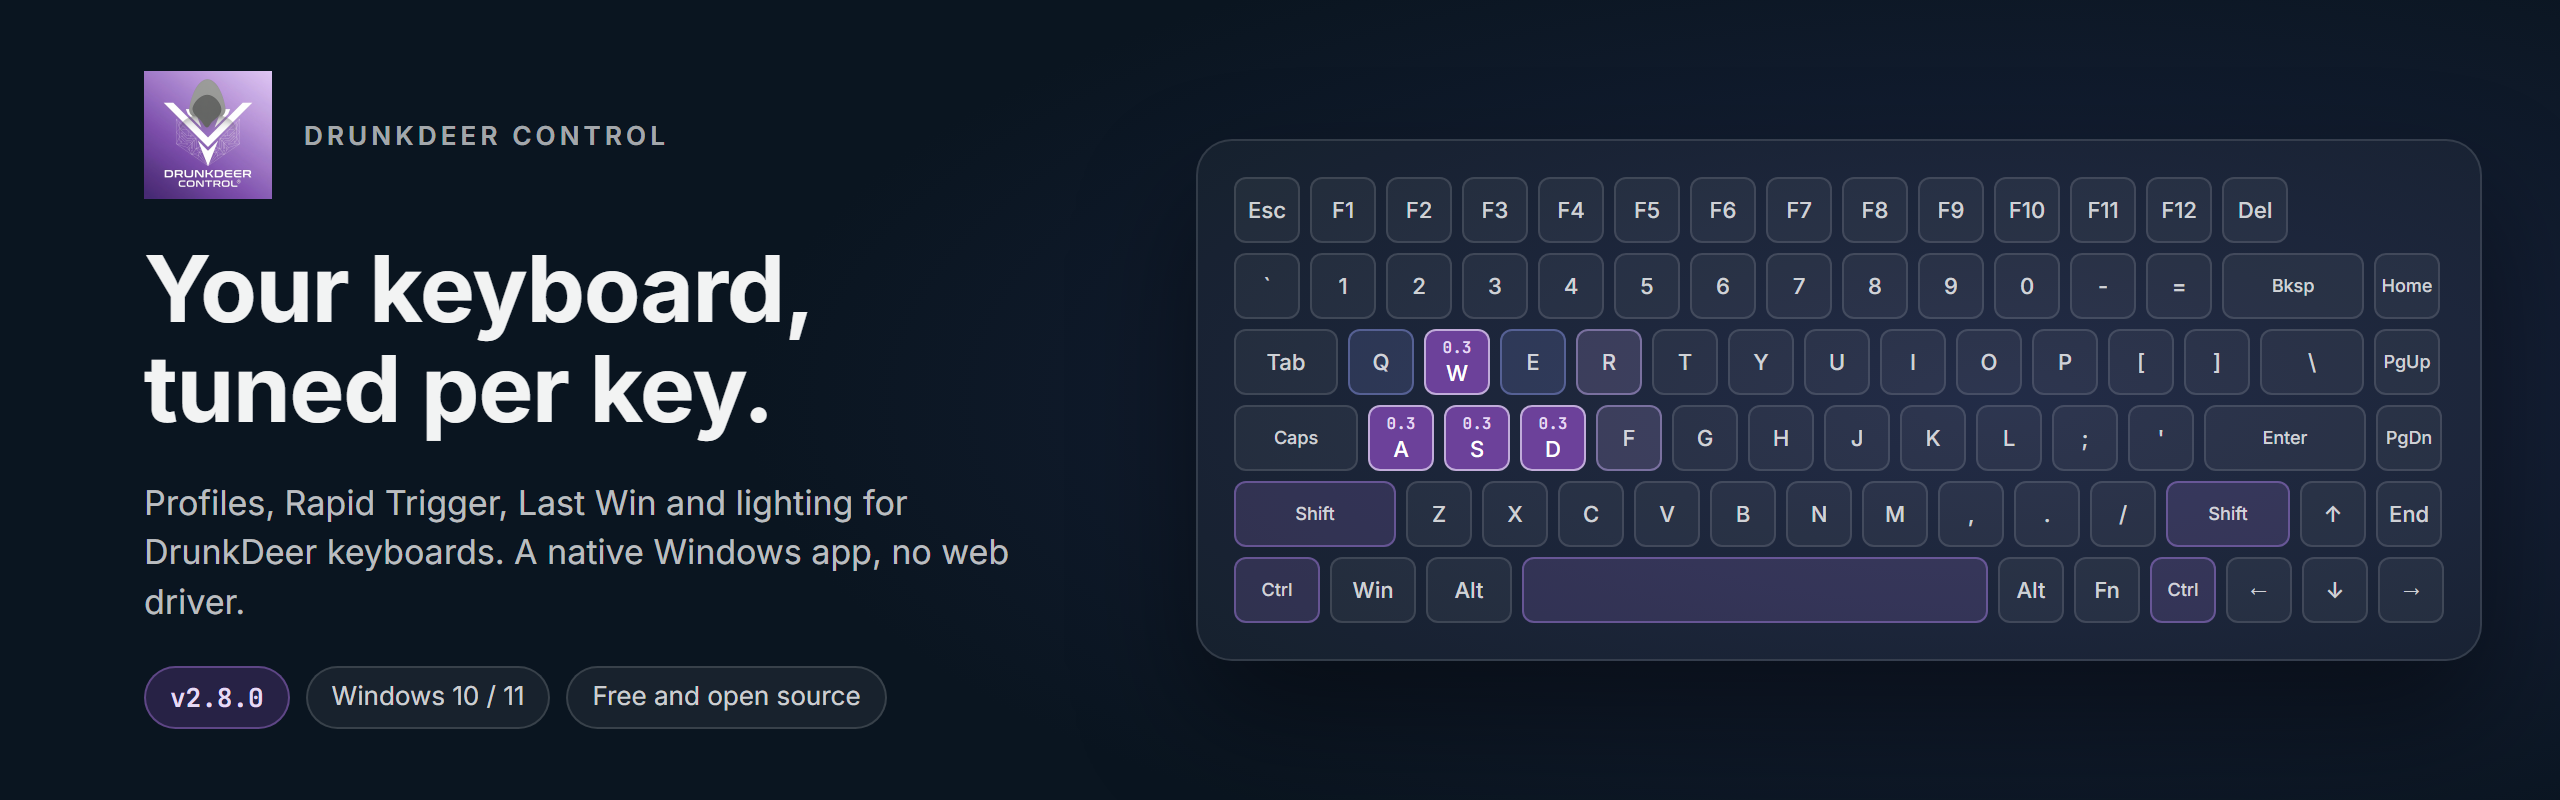 DRUNKDEER
CONTROL
DRUNKDEER CONTROL
Your keyboard,
tuned per key.
Profiles, Rapid Trigger, Last Win and lighting for
DrunkDeer keyboards. A native Windows app, no web
driver.
v2.8.0 Windows 10 / 11 Free and open source
Esc F1 F2 F3 F4 F5 F6 F7 F8 F9 F10 F11 F12 Del
` 1 2 3 4 5 6 7 8 9 0 - = Bksp Home
0.3
Tab Q W E R T Y U I O P [ ] \ PgUp
0.3 0.3 0.3
Caps A S D F G H J K L ; ' Enter PgDn
Shift Z X C V B N M , . / Shift ↑ End
Ctrl Win Alt Alt Fn Ctrl ← ↓ →